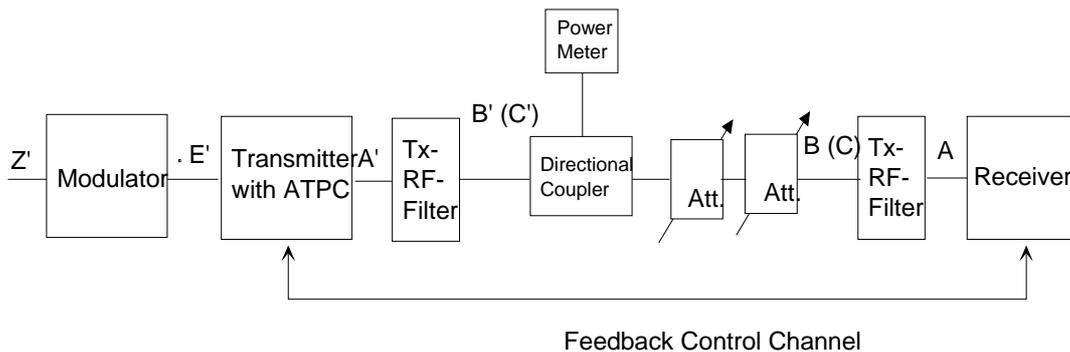 Power
Meter
B' (C')
Z'
Modulator
. E'
Transmitter
with ATPC
A'
Tx-
RF-
Filter
Directional
Coupler
Att.
Att.
B (C)
Tx-
RF-
Filter
A
Receiver
Feedback Control Channel